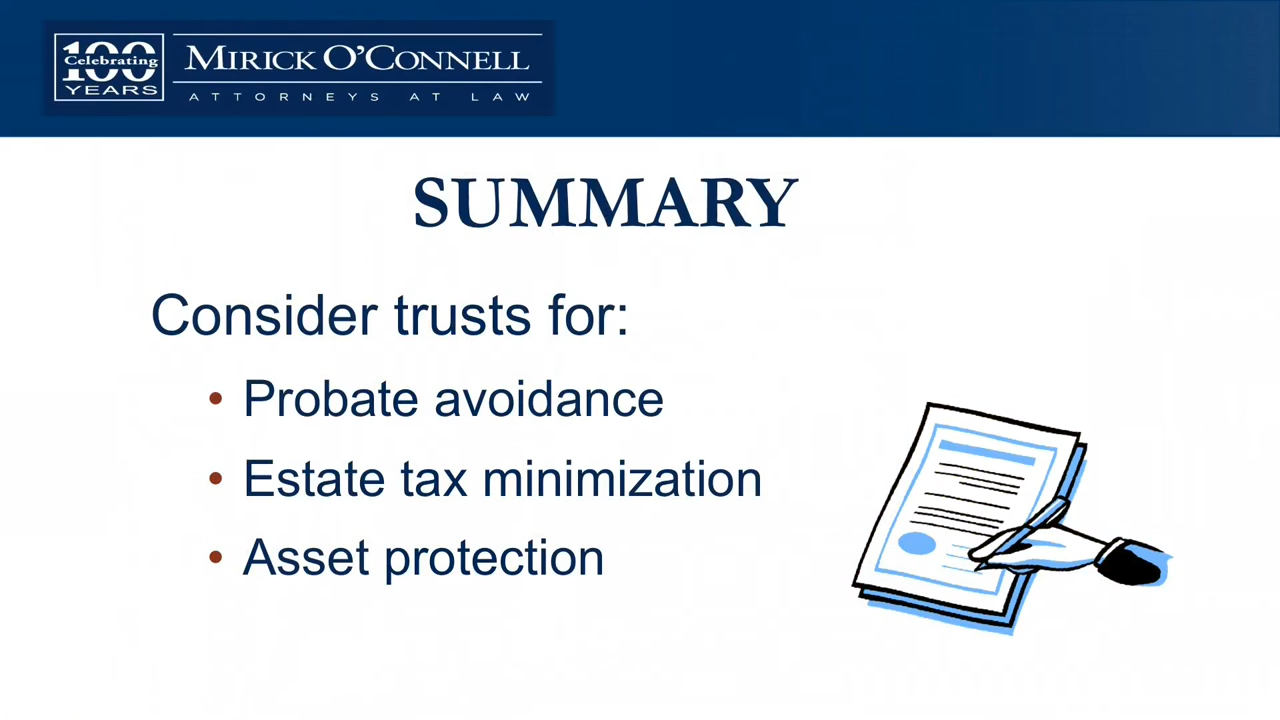 100
Celebrating
YEARS
MIRICK O'CONNELL
ATTORNEYS AT LAW
SUMMARY
Consider trusts for:
• Probate avoidance
• Estate tax minimization
• Asset protection